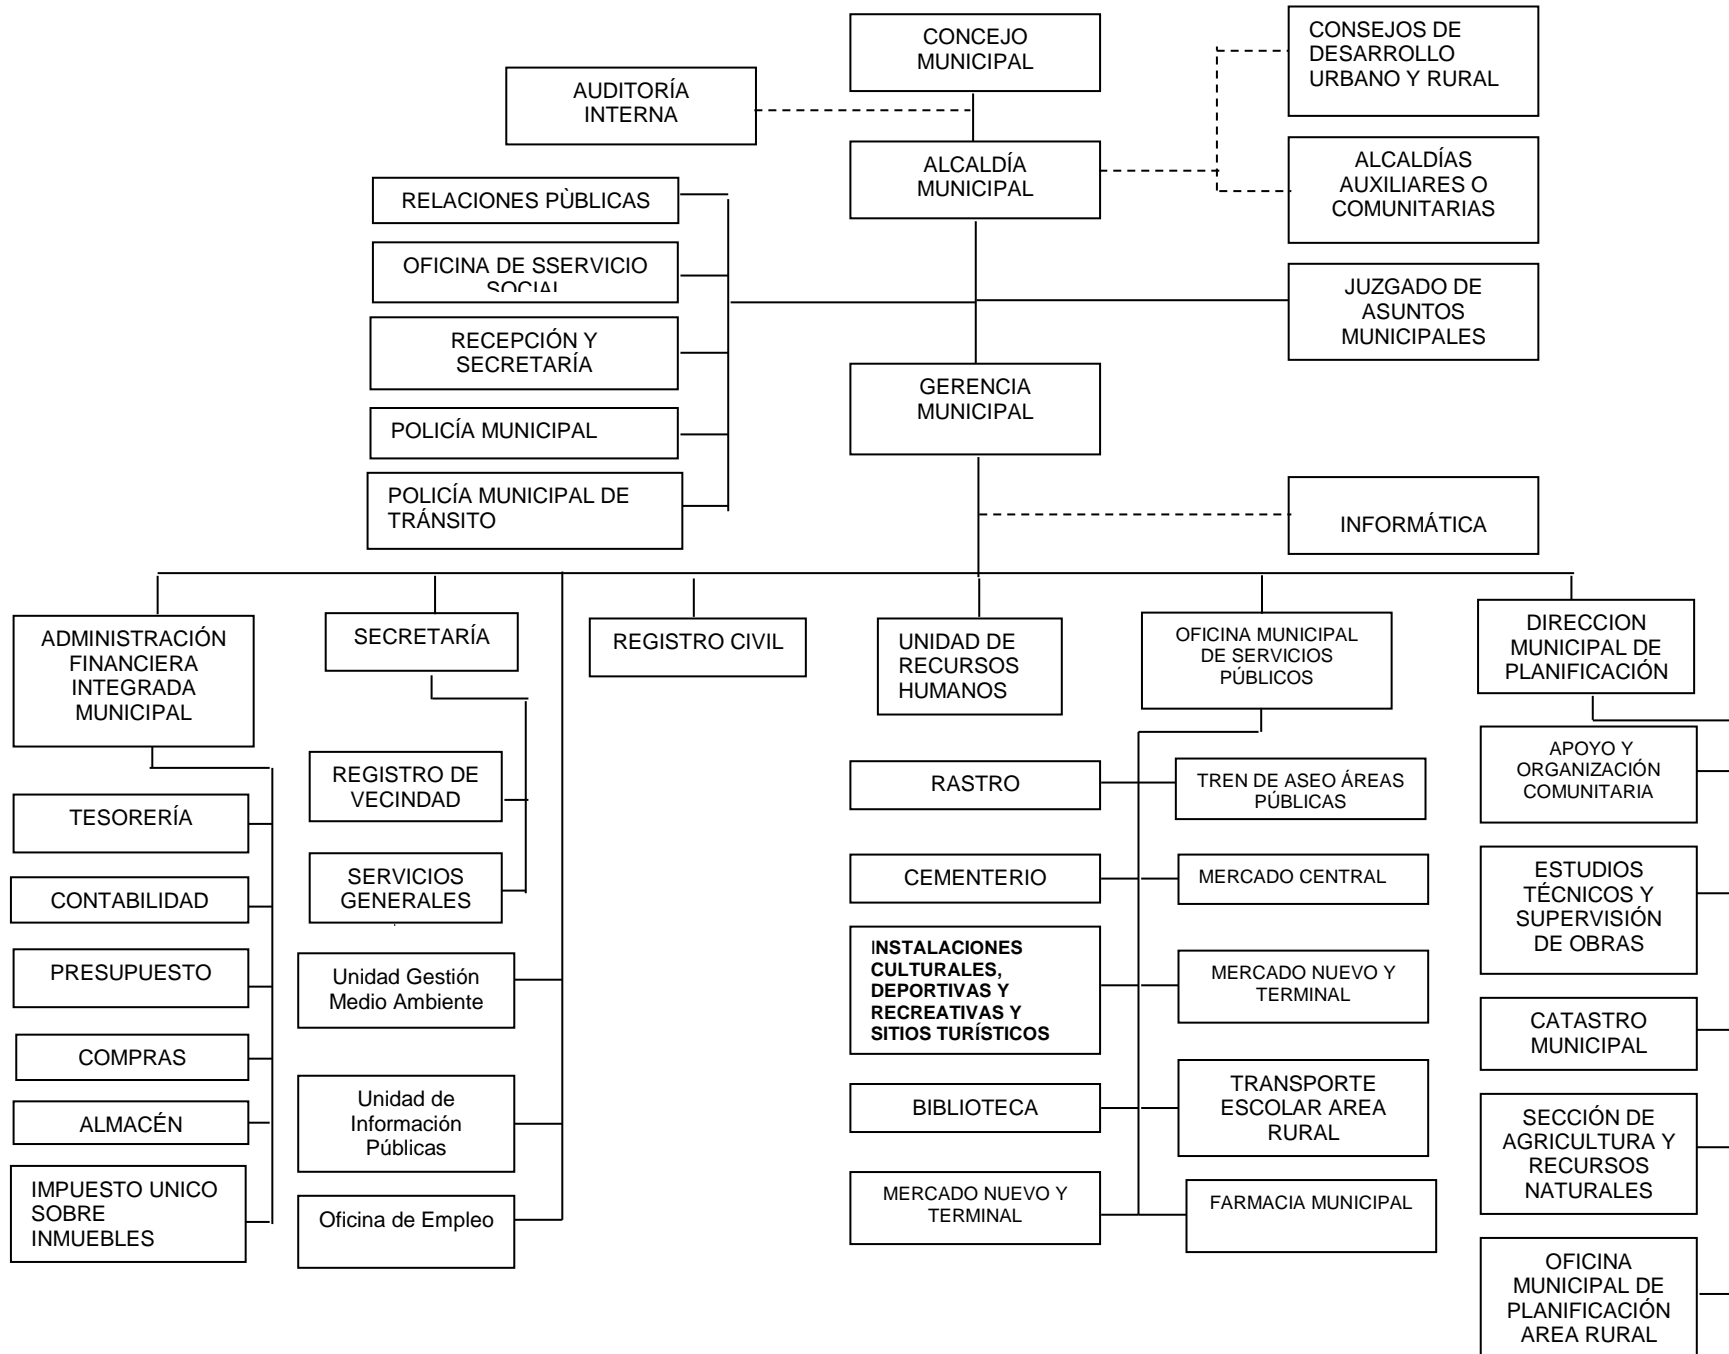 CONCEJO
MUNICIPAL
CONSEJOS DE
DESARROLLO
URBANO Y RURAL
AUDITORÍA
INTERNA
ALCALDÍA
MUNICIPAL
ALCALDÍAS
AUXILIARES O
COMUNITARIAS
RELACIONES PÙBLICAS
OFICINA DE SSERVICIO
SOCIAL
JUZGADO DE
ASUNTOS
MUNICIPALES
RECEPCIÓN Y
SECRETARÍA
GERENCIA
MUNICIPAL
POLICÍA MUNICIPAL
POLICÍA MUNICIPAL DE
TRÁNSITO
INFORMÁTICA
ADMINISTRACIÓN
FINANCIERA
INTEGRADA
MUNICIPAL
SECRETARÍA
REGISTRO CIVIL
UNIDAD DE
RECURSOS
HUMANOS
OFICINA MUNICIPAL
DE SERVICIOS
PÚBLICOS
DIRECCION
MUNICIPAL DE
PLANIFICACIÓN
TESORERÍA
CONTABILIDAD
PRESUPUESTO
COMPRAS
ALMACÉN
IMPUESTO UNICO
SOBRE
INMUEBLES
REGISTRO DE
VECINDAD
SERVICIOS
GENERALES
Unidad Gestión
Medio Ambiente
Unidad de
Información
Públicas
Oficina de Empleo
RASTRO
CEMENTERIO
INSTALACIONES
CULTURALES,
DEPORTIVAS Y
RECREATIVAS Y
SITIOS TURÍSTICOS
BIBLIOTECA
MERCADO NUEVO Y
TERMINAL
TREN DE ASEO ÁREAS
PÚBLICAS
MERCADO CENTRAL
MERCADO NUEVO Y
TERMINAL
TRANSPORTE
ESCOLAR AREA
RURAL
FARMACIA MUNICIPAL
APOYO Y
ORGANIZACIÓN
COMUNITARIA
ESTUDIOS
TÉCNICOS Y
SUPERVISIÓN
DE OBRAS
CATASTRO
MUNICIPAL
SECCIÓN DE
AGRICULTURA Y
RECURSOS
NATURALES
OFICINA
MUNICIPAL DE
PLANIFICACIÓN
AREA RURAL